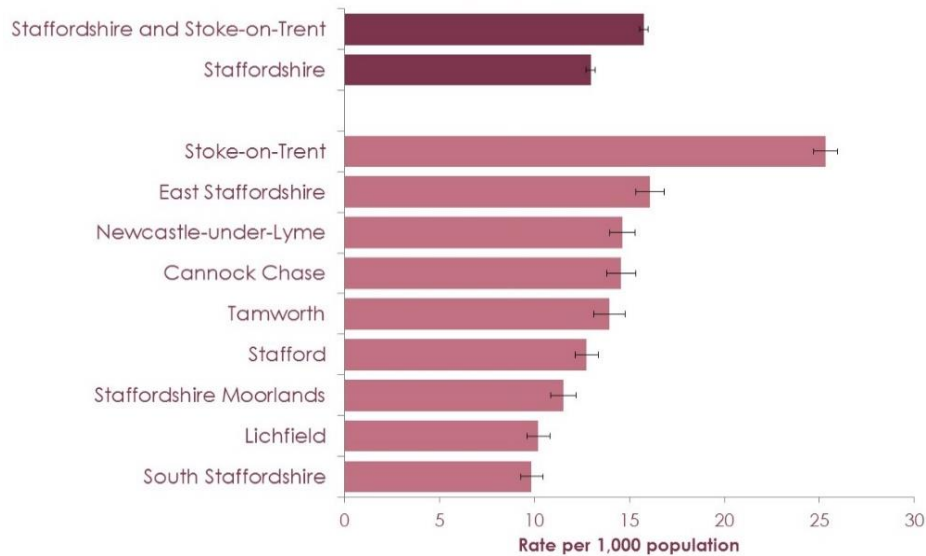 Staffordshire and Stoke-on-Trent
Staffordshire
Stoke-on-Trent
East Staffordshire
Newcastle-under-Lyme
Cannock Chase
Tamworth
Stafford
Staffordshire Moorlands
Lichfield
South Staffordshire
0 5 10 15 20 25 30
Rate per 1,000 population